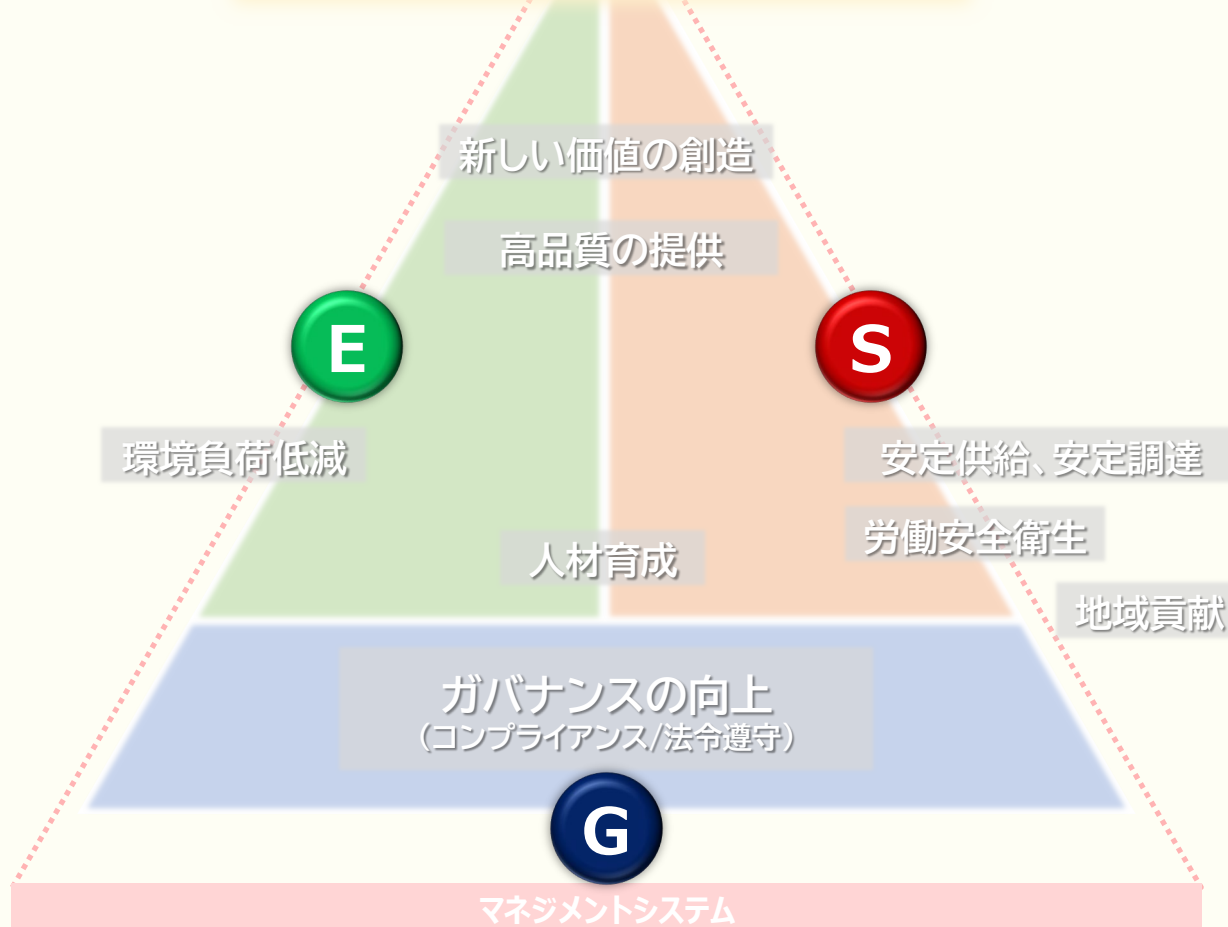 新しい価値の創造
高品質の提供
E
S
環境負荷低減
安定供給、安定調達
労働安全衛生
人材育成
地域貢献
ガバナンスの向上
（コンプライアンス/法令遵守）
G
マネジメントシステム